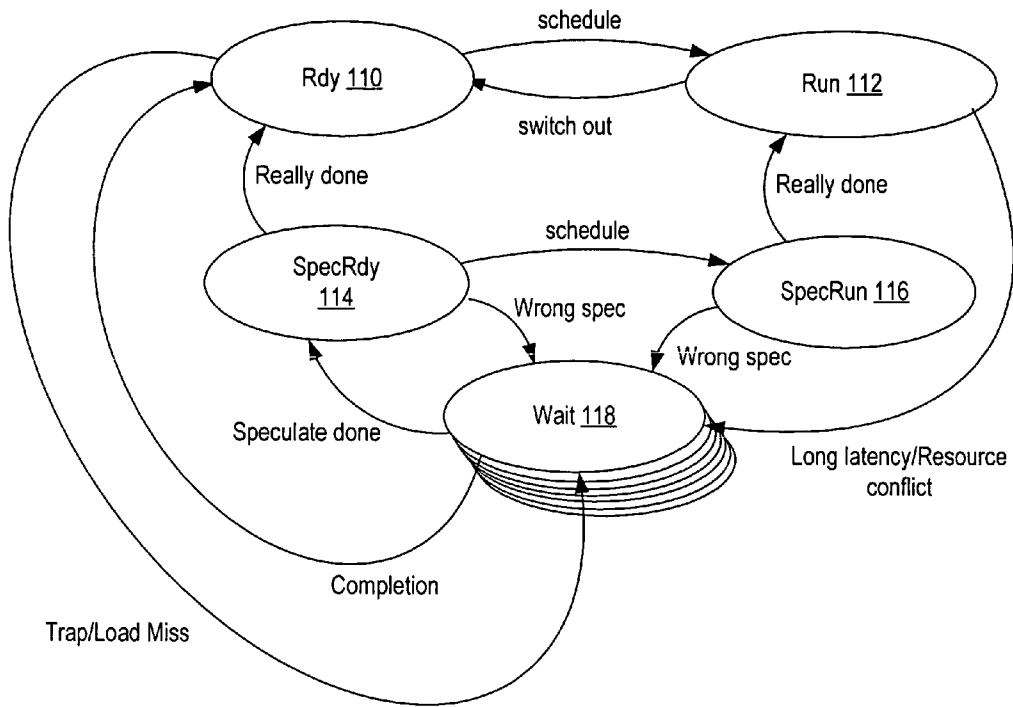 schedule
Rdy 110
Run 112
switch out
Really done
Really done
schedule
SpecRdy
114
SpecRun 116
Wrong spec
Wrong spec
Wait 118
Speculate done
Long latency/Resource
conflict
Completion
Trap/Load Miss